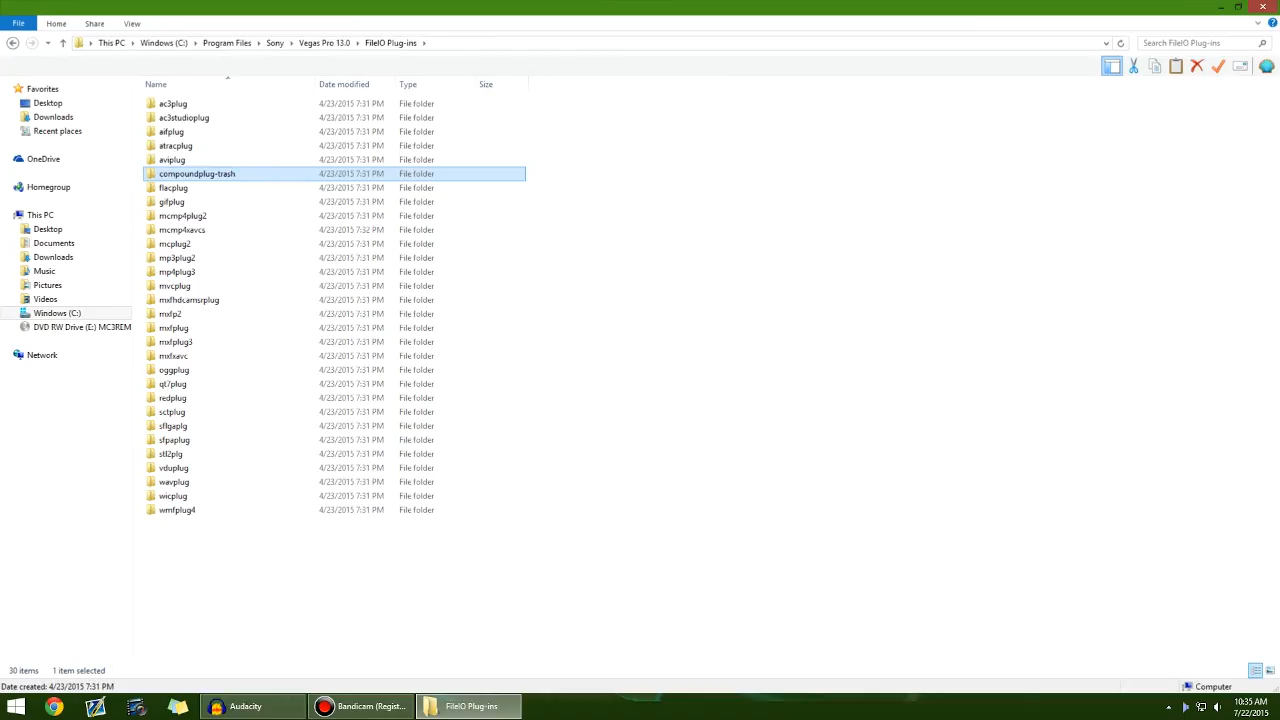 File Home Share View
This PC Windows (C:) Program Files Sony Vegas Pro 13.0 FileIO Plug-ins Search FileIO Plug-ins
Name Date modified Type Size
Favorites
Desktop
Downloads
Recent places
OneDrive
Homegroup
This PC
Desktop
Documents
Downloads
Music
Pictures
Videos
Windows (C:)
DVD RW Drive (E:) MC3REM
Network
ac3plug 4/23/2015 7:31 PM File folder
ac3studioplug 4/23/2015 7:31 PM File folder
aifplug 4/23/2015 7:31 PM File folder
atracplug 4/23/2015 7:31 PM File folder
aviplug 4/23/2015 7:31 PM File folder
compoundplug-trash 4/23/2015 7:31 PM File folder
flacplug 4/23/2015 7:31 PM File folder
gifplug 4/23/2015 7:31 PM File folder
mcmp4plug2 4/23/2015 7:31 PM File folder
mcmp4xavcs 4/23/2015 7:32 PM File folder
mcplug2 4/23/2015 7:31 PM File folder
mp3plug2 4/23/2015 7:31 PM File folder
mp4plug3 4/23/2015 7:31 PM File folder
mvcplug 4/23/2015 7:31 PM File folder
mxfhdcamsrplug 4/23/2015 7:31 PM File folder
mxfp2 4/23/2015 7:31 PM File folder
mxfplug 4/23/2015 7:31 PM File folder
mxfplug3 4/23/2015 7:31 PM File folder
mxfxavc 4/23/2015 7:31 PM File folder
oggplug 4/23/2015 7:31 PM File folder
qt7plug 4/23/2015 7:31 PM File folder
redplug 4/23/2015 7:31 PM File folder
sctplug 4/23/2015 7:31 PM File folder
sflgaplg 4/23/2015 7:31 PM File folder
sfpaplug 4/23/2015 7:31 PM File folder
stl2plg 4/23/2015 7:31 PM File folder
vduplug 4/23/2015 7:31 PM File folder
wavplug 4/23/2015 7:31 PM File folder
wicplug 4/23/2015 7:31 PM File folder
wmfplug4 4/23/2015 7:31 PM File folder
30 items 1 item selected
Date created: 4/23/2015 7:31 PM Computer
Audacity Bandicam (Regist... FileIO Plug-ins 10:35 AM
7/22/2015